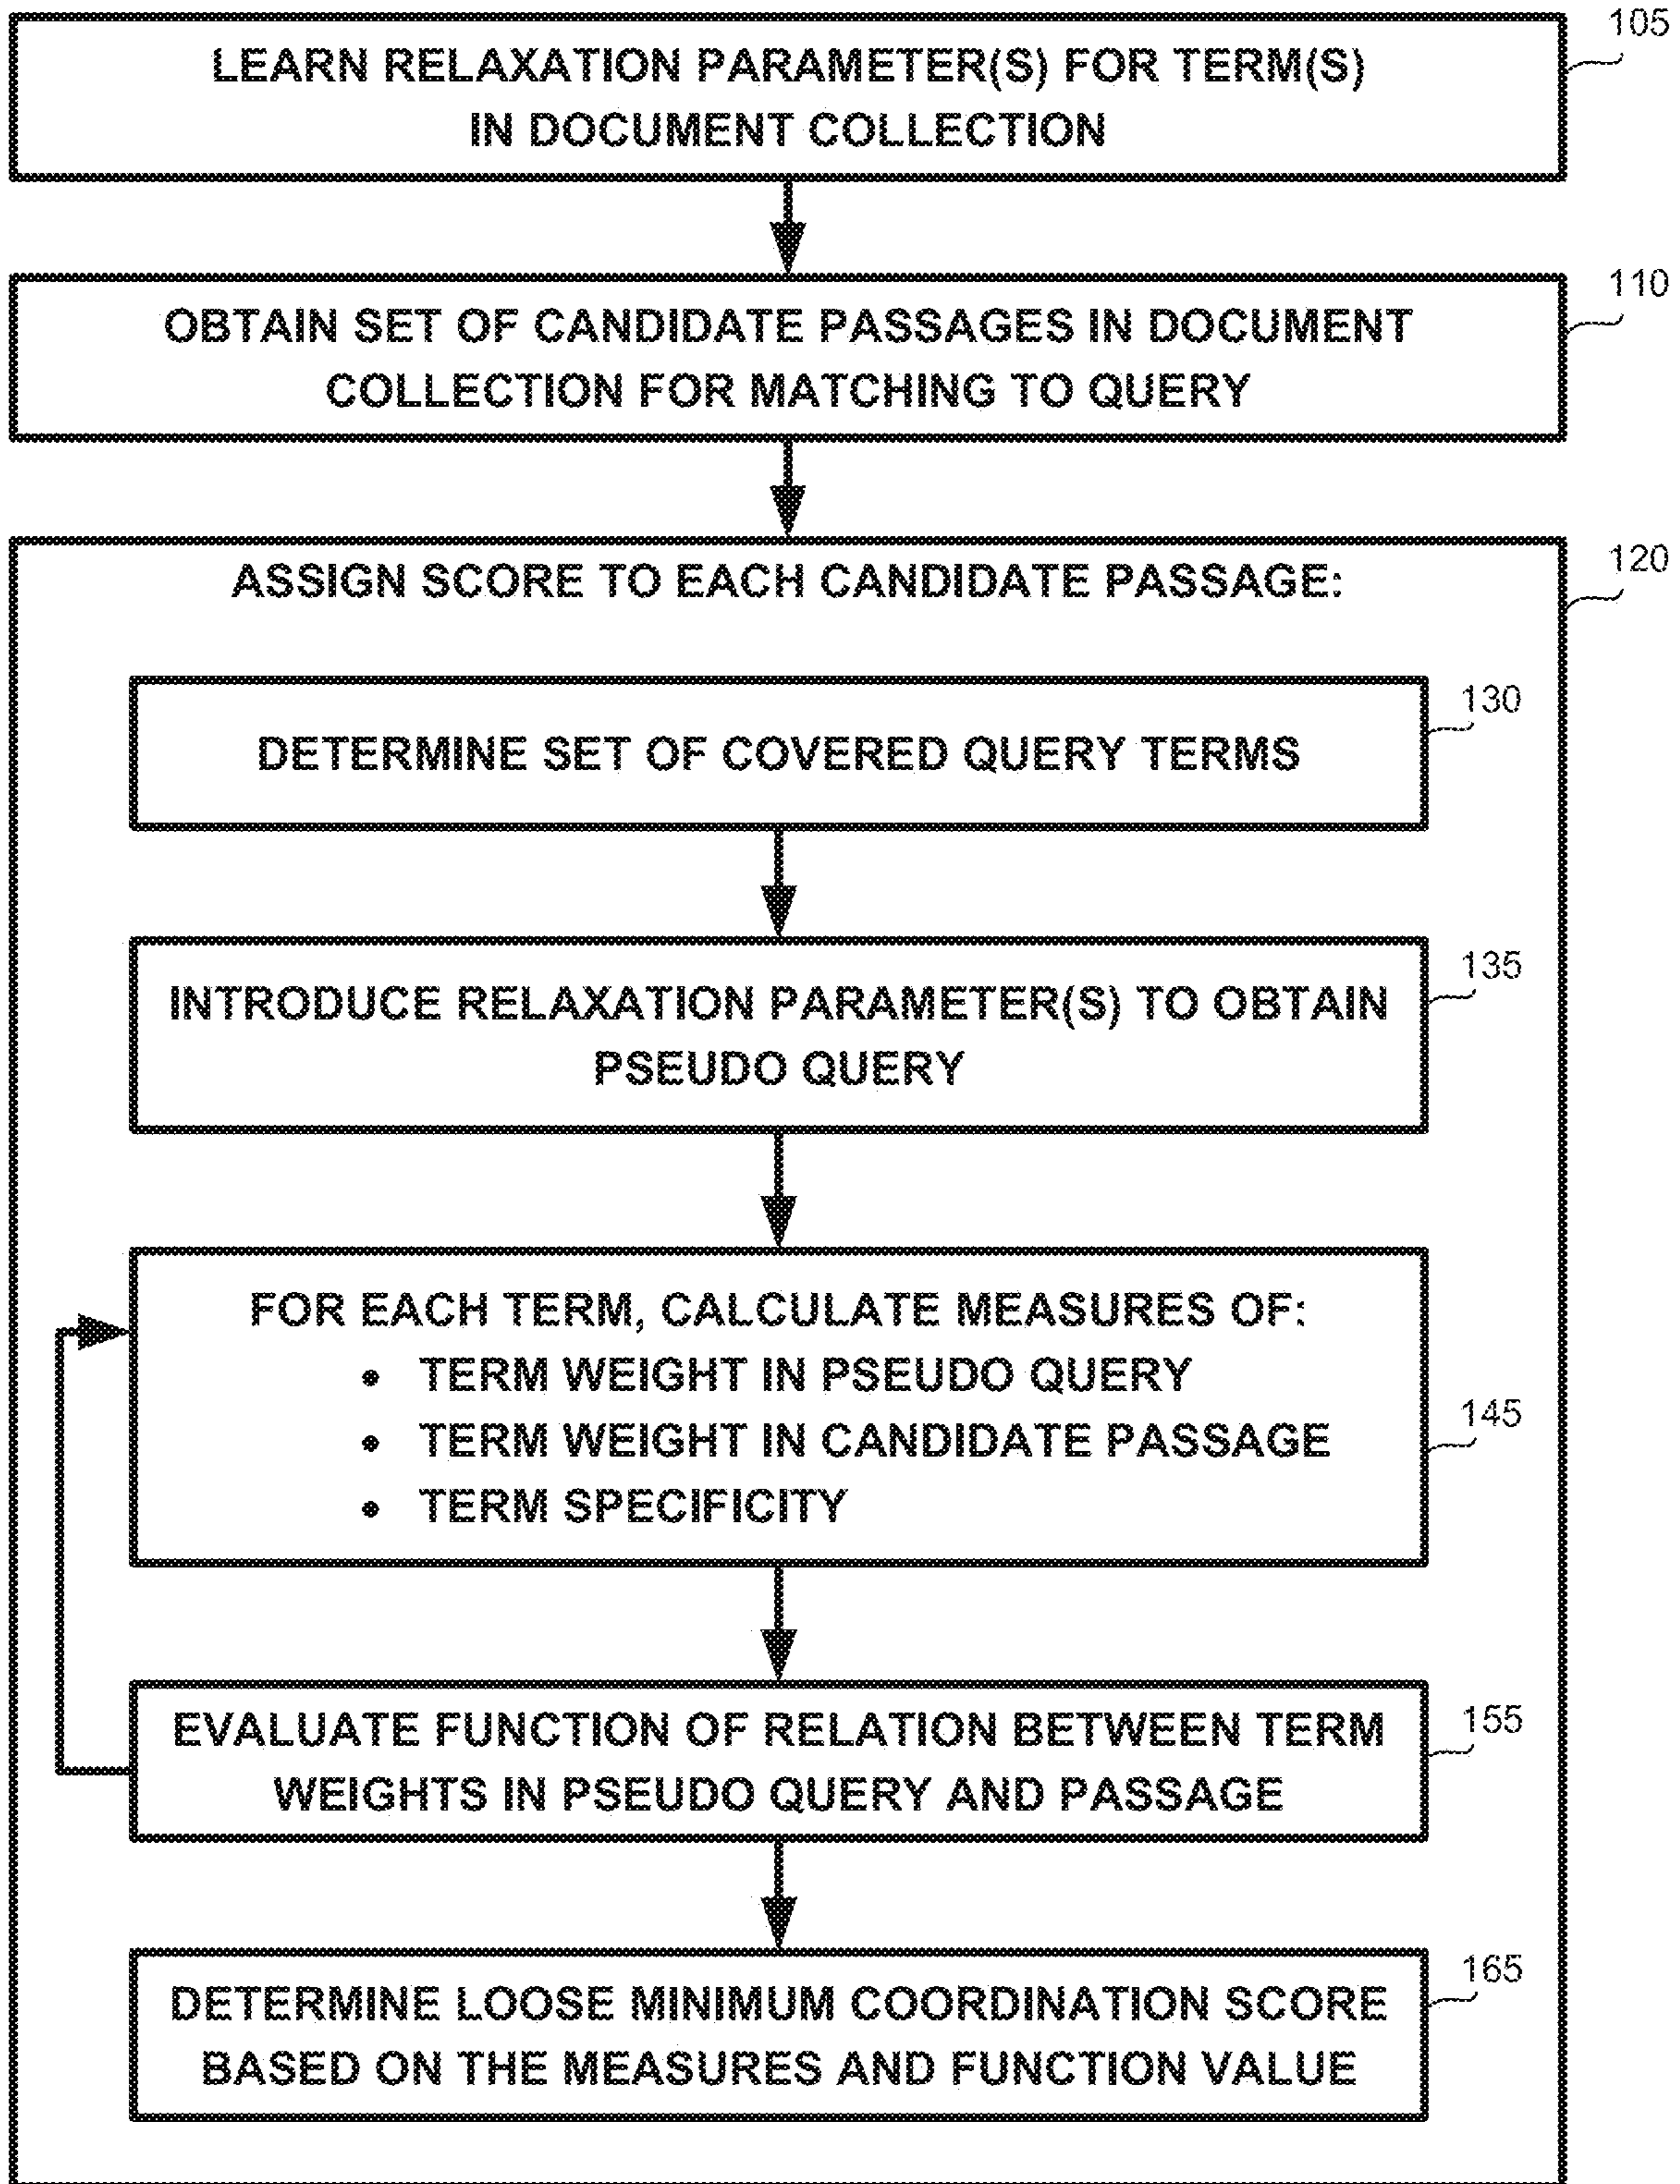 105
LEARN RELAXATION PARAMETER(S) FOR TERM(S)
IN DOCUMENT COLLECTION
110
OBTAIN SET OF CANDIDATE PASSAGES IN DOCUMENT
COLLECTION FOR MATCHING TO QUERY
120
ASSIGN SCORE TO EACH CANDIDATE PASSAGE:
130
DETERMINE SET OF COVERED QUERY TERMS
135
INTRODUCE RELAXATION PARAMETER(S) TO OBTAIN
PSEUDO QUERY
FOR EACH TERM, CALCULATE MEASURES OF:
• TERM WEIGHT IN PSEUDO QUERY
145
• TERM WEIGHT IN CANDIDATE PASSAGE
• TERM SPECIFICITY
155
EVALUATE FUNCTION OF RELATION BETWEEN TERM
WEIGHTS IN PSEUDO QUERY AND PASSAGE
165
DETERMINE LOOSE MINIMUM COORDINATION SCORE
BASED ON THE MEASURES AND FUNCTION VALUE